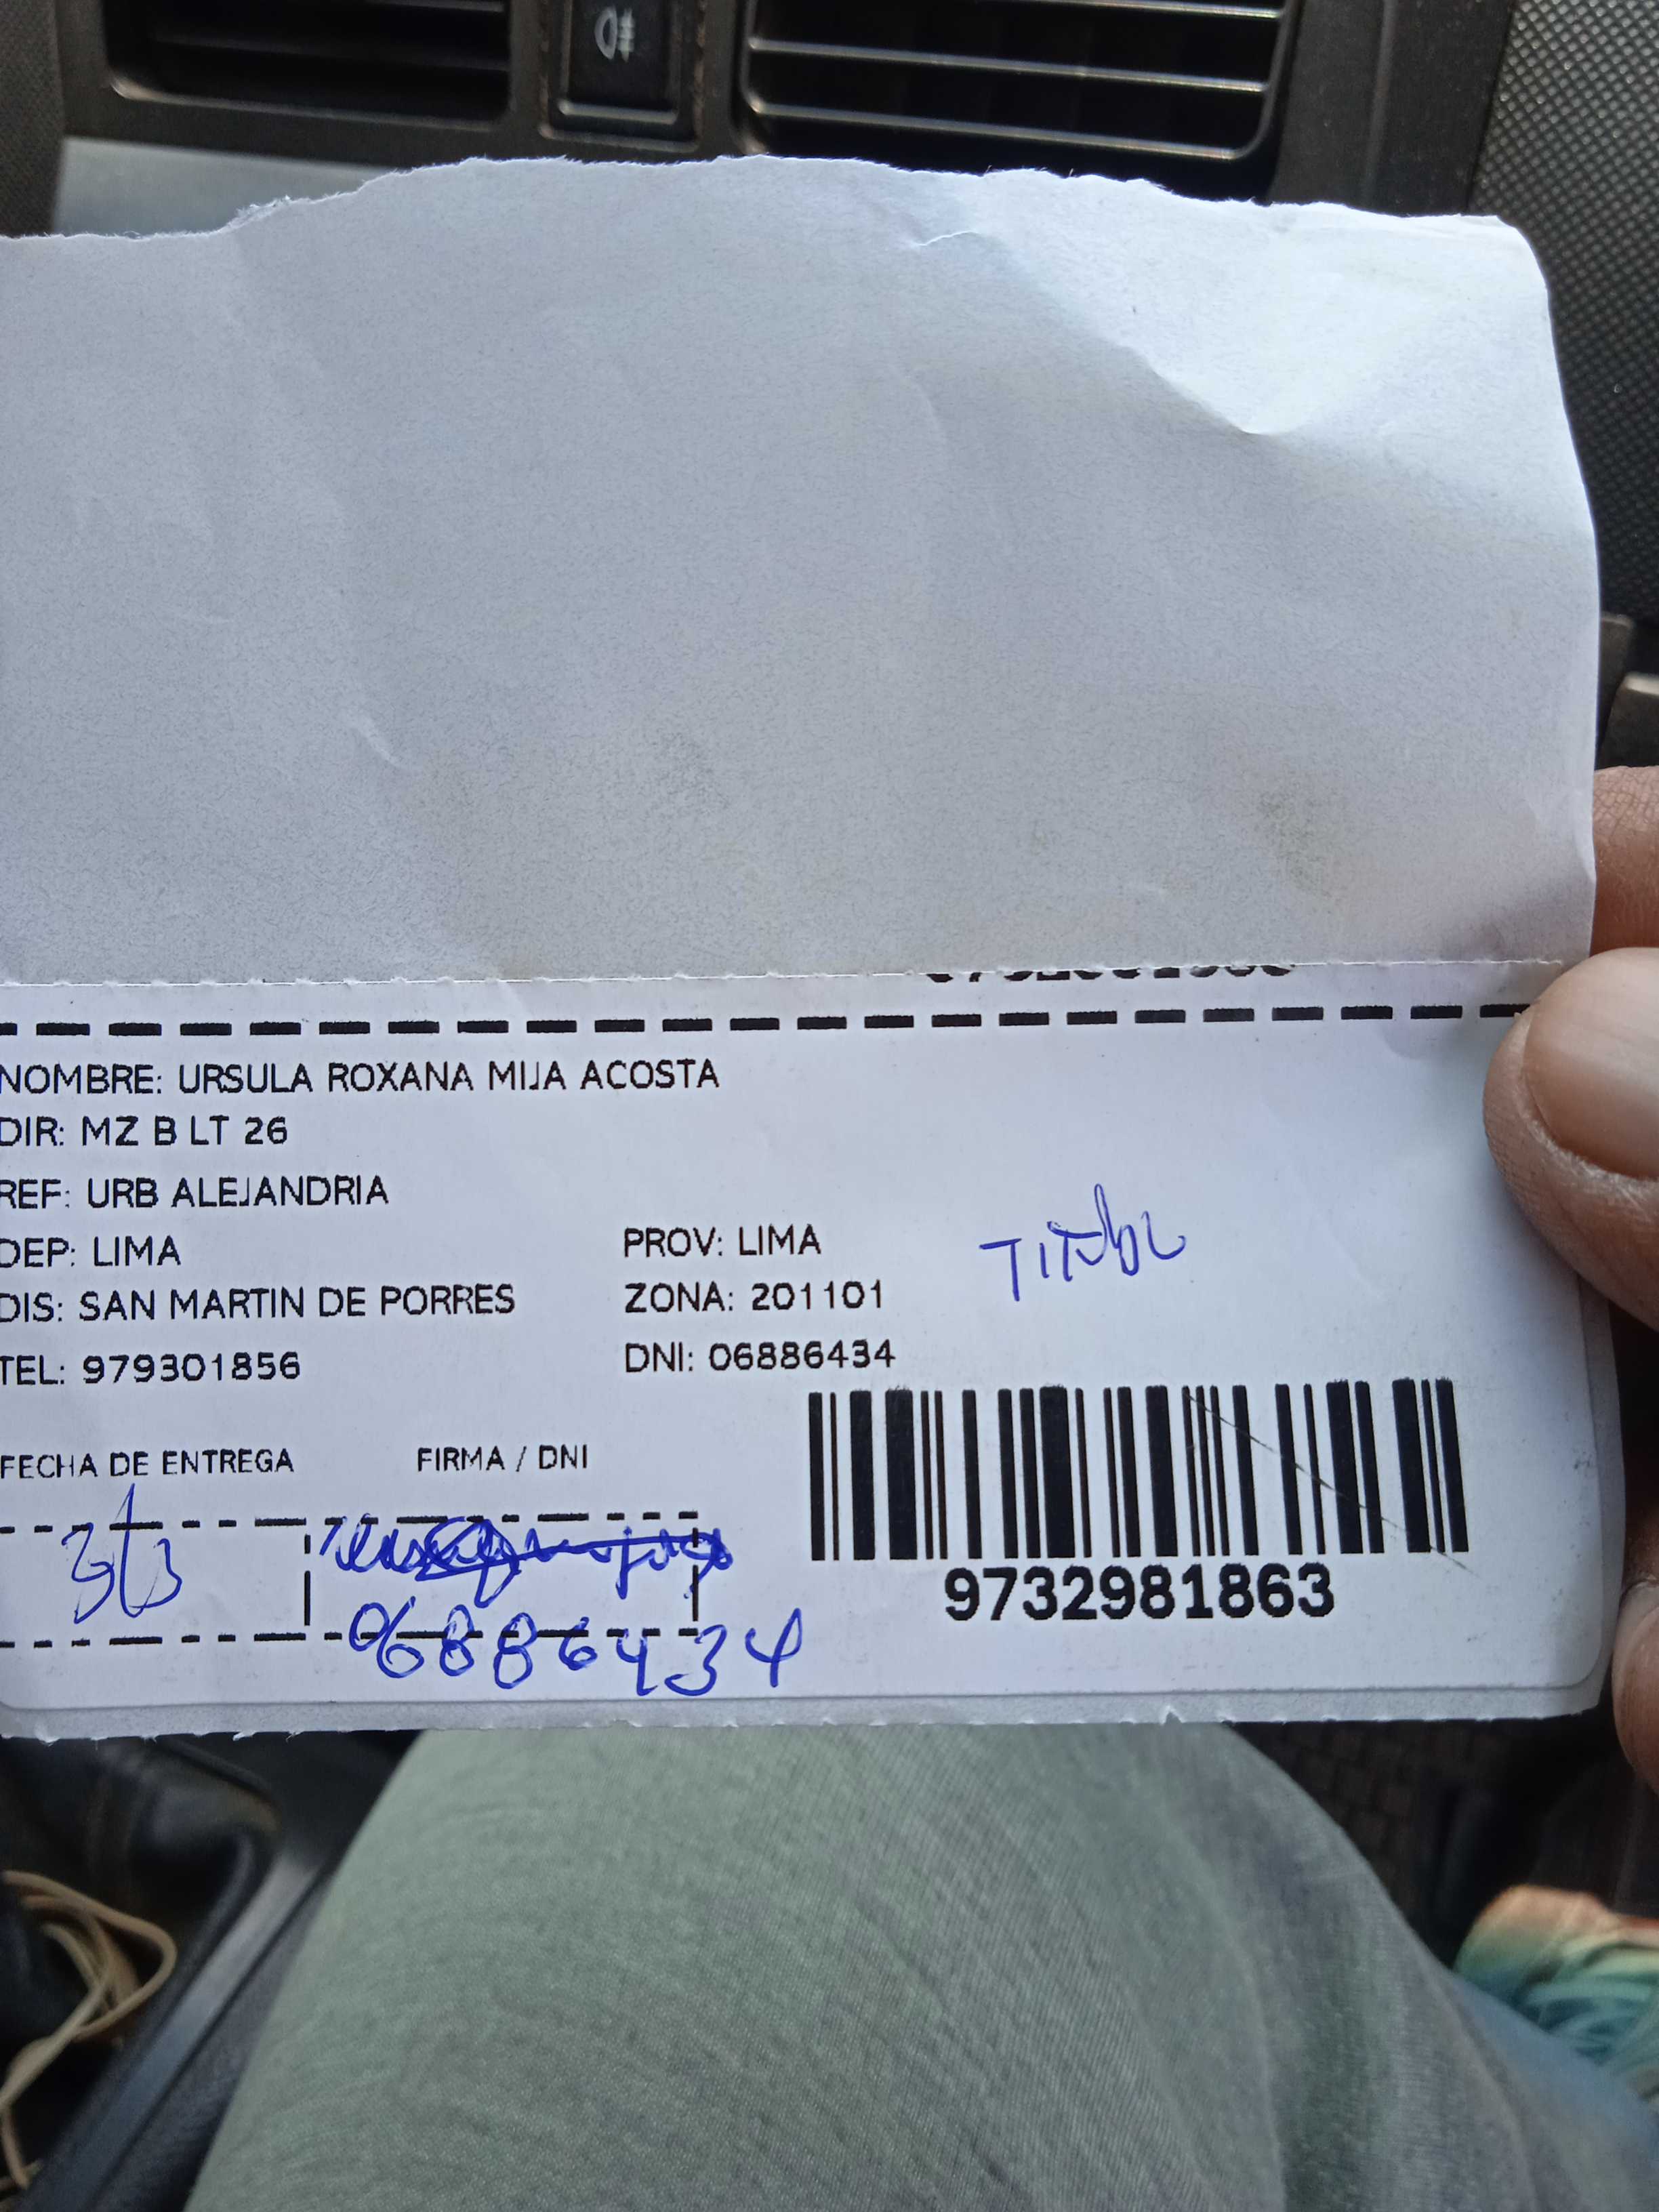 NOMBRE: URSULA ROXANA MIJA ACOSTA
DIR: MZ B LT 26
REF: URB ALEJANDRIA
DEP: LIMA PROV: LIMA
DIS: SAN MARTIN DE PORRES ZONA: 201101
TEL: 979301856 DNI: 06886434
FECHA DE ENTREGA FIRMA / DNI
06886434
9732981863